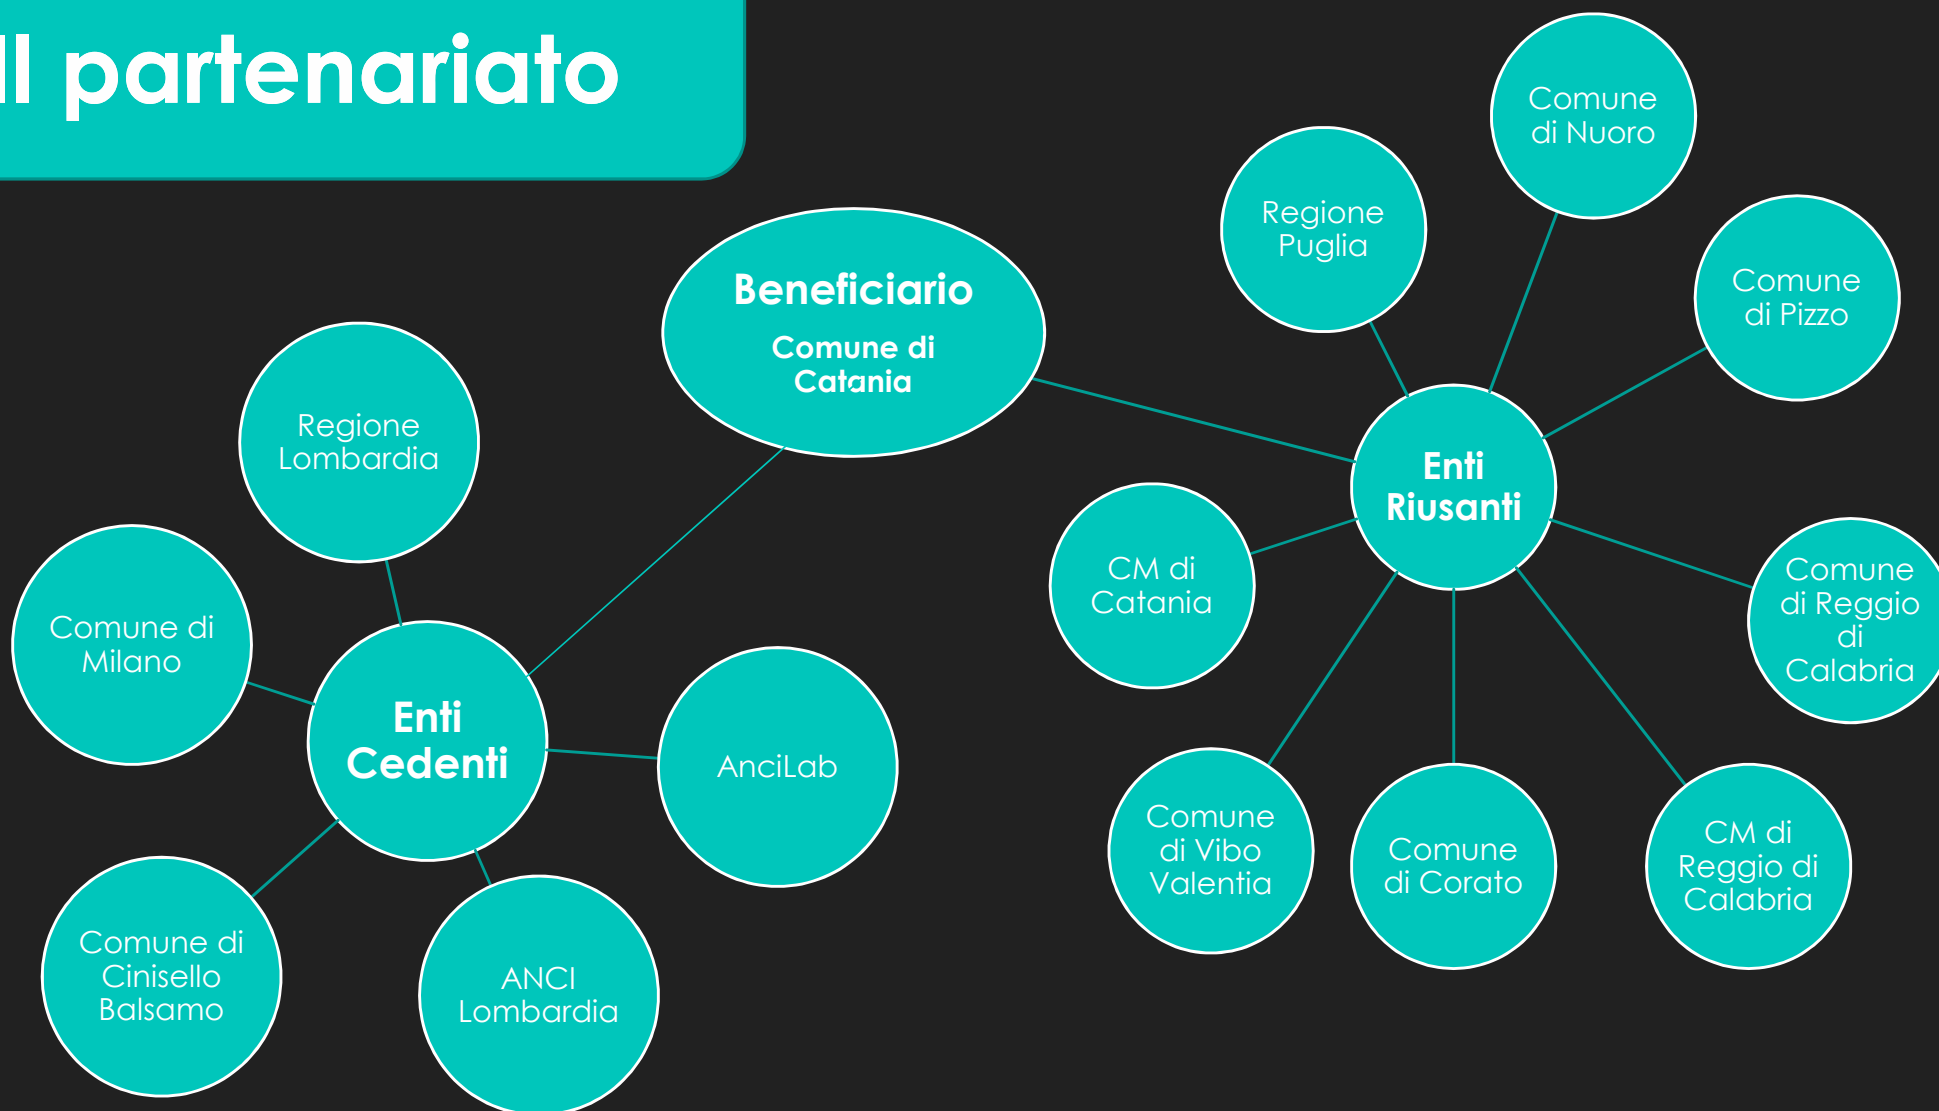 Il partenariato
Beneficiario
Comune di
Catania
Regione
Lombardia
Comune di
Milano
Enti
Cedenti
AnciLab
Comune di
Cinisello
Balsamo
ANCI
Lombardia
Comune
di Nuoro
Regione
Puglia
Comune
di Pizzo
Enti
Riusanti
CM di
Catania
Comune
di Reggio
di
Calabria
Comune
di Vibo
Valentia
Comune
di Corato
CM di
Reggio di
Calabria